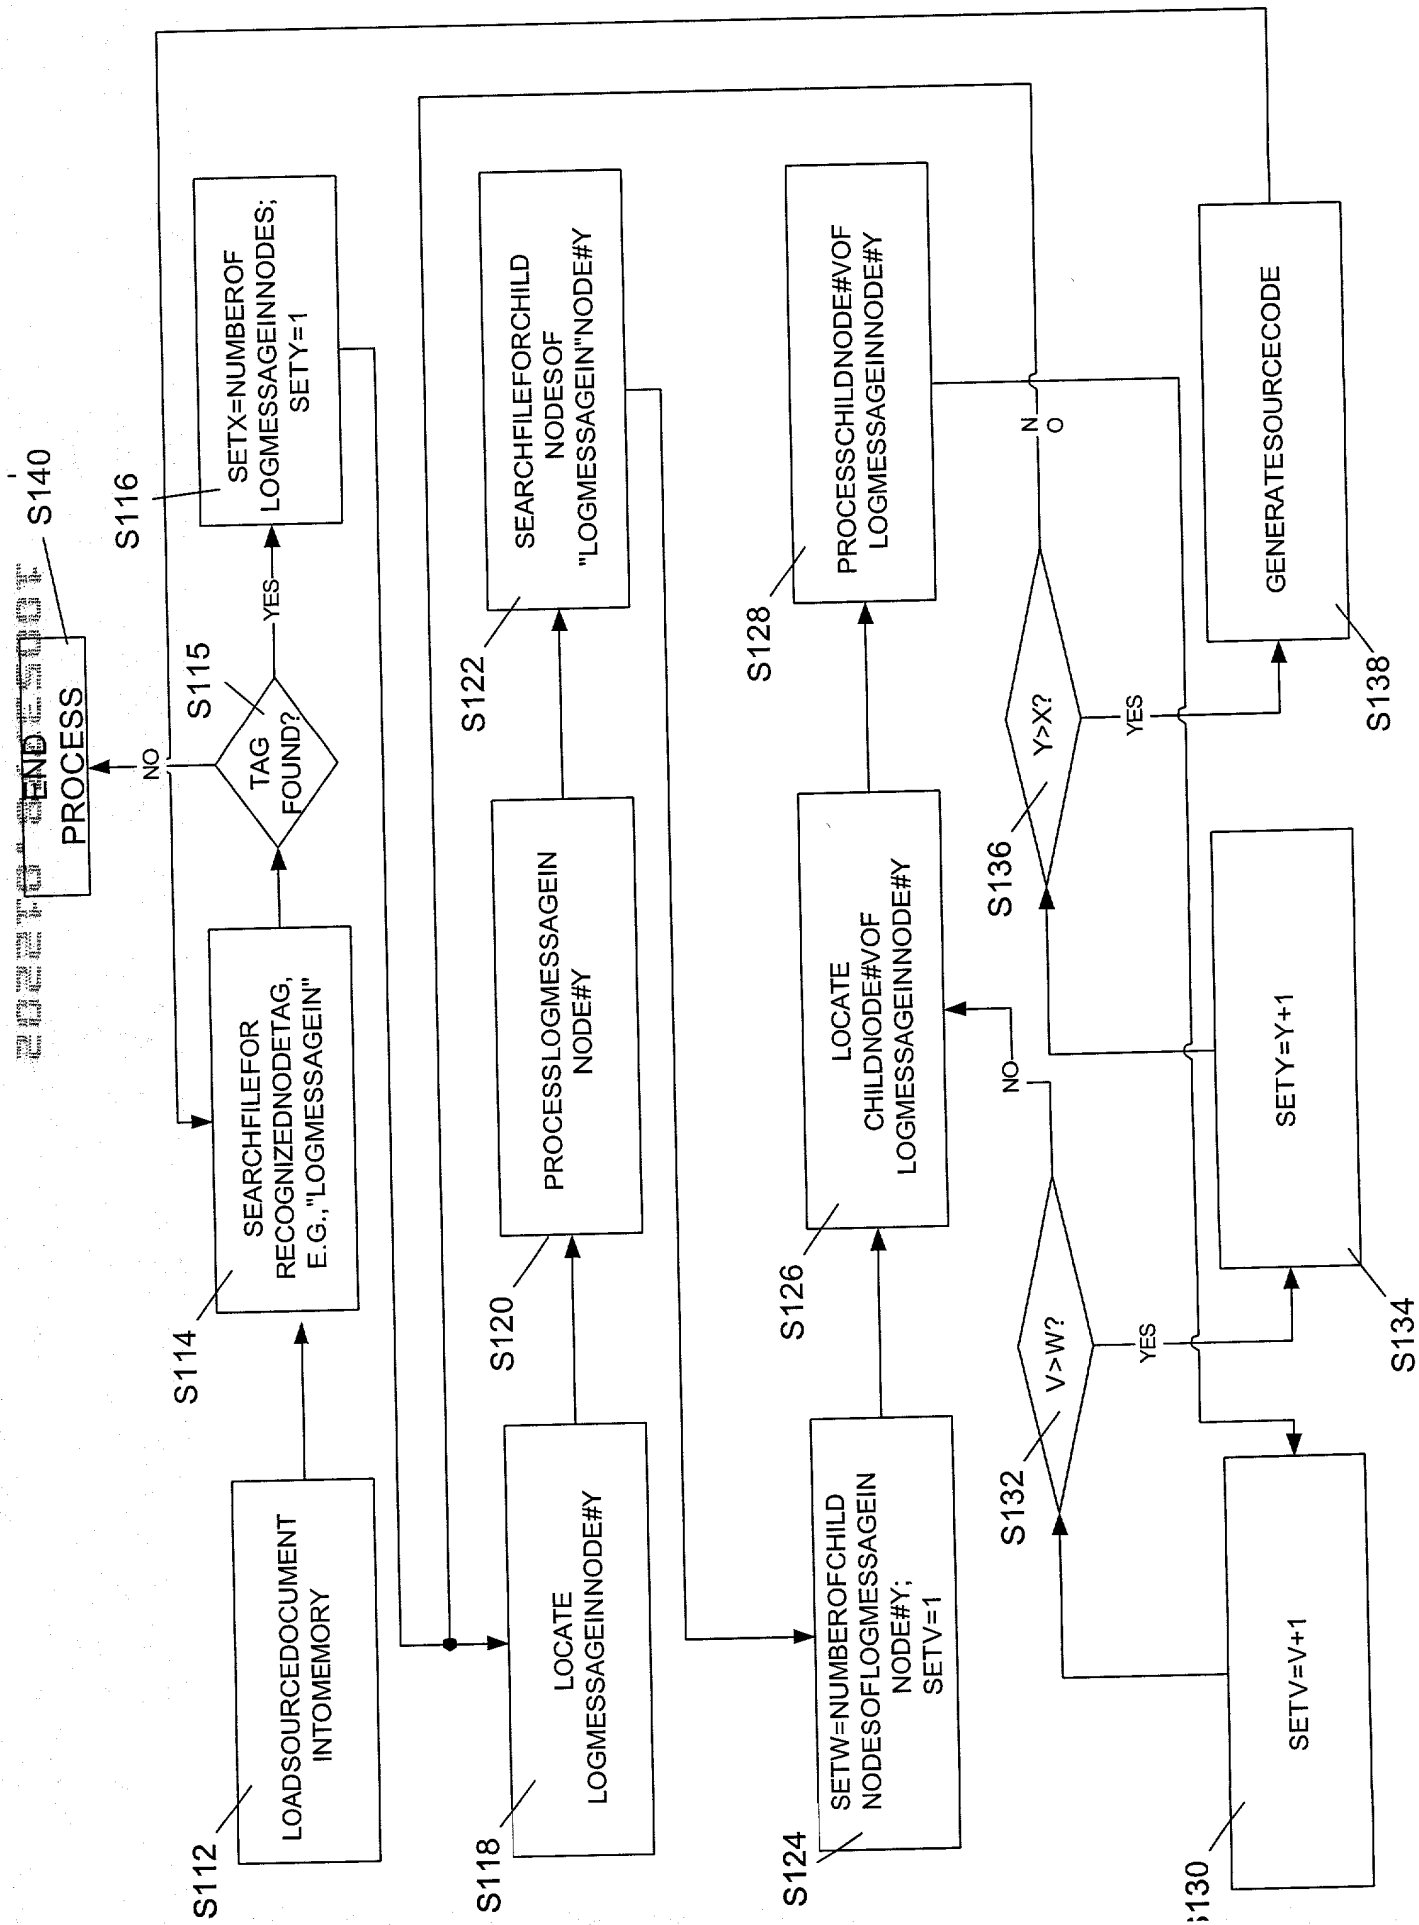 S140
END
PROCESS
S112
LOADSOURCEDOCUMENT
INTOMEMORY
S114
SEARCHFILEFOR
RECOGNIZEDNODETAG,
E.G.,"LOGMESSAGEIN"
S115
TAG
FOUND?
NO
YES
S116
SETX=NUMBEROF
LOGMESSAGEINNODES;
SETY=1
S118
LOCATE
LOGMESSAGEINNODE#Y
S120
PROCESSLOGMESSAGEIN
NODE#Y
S122
SEARCHFILEFORCHILD
NODESOF
"LOGMESSAGEIN"NODE#Y
S124
SETW=NUMBEROFCHILD
NODESOFLOGMESSAGEIN
NODE#Y;
SETV=1
S126
LOCATE
CHILDNODE#VOF
LOGMESSAGEINNODE#Y
S128
PROCESSCHILDNODE#VOF
LOGMESSAGEINNODE#Y
S132
V>W?
NO
YES
S136
Y>X?
N
O
YES
S130
SETV=V+1
S134
SETY=Y+1
S138
GENERATESOURCECODE